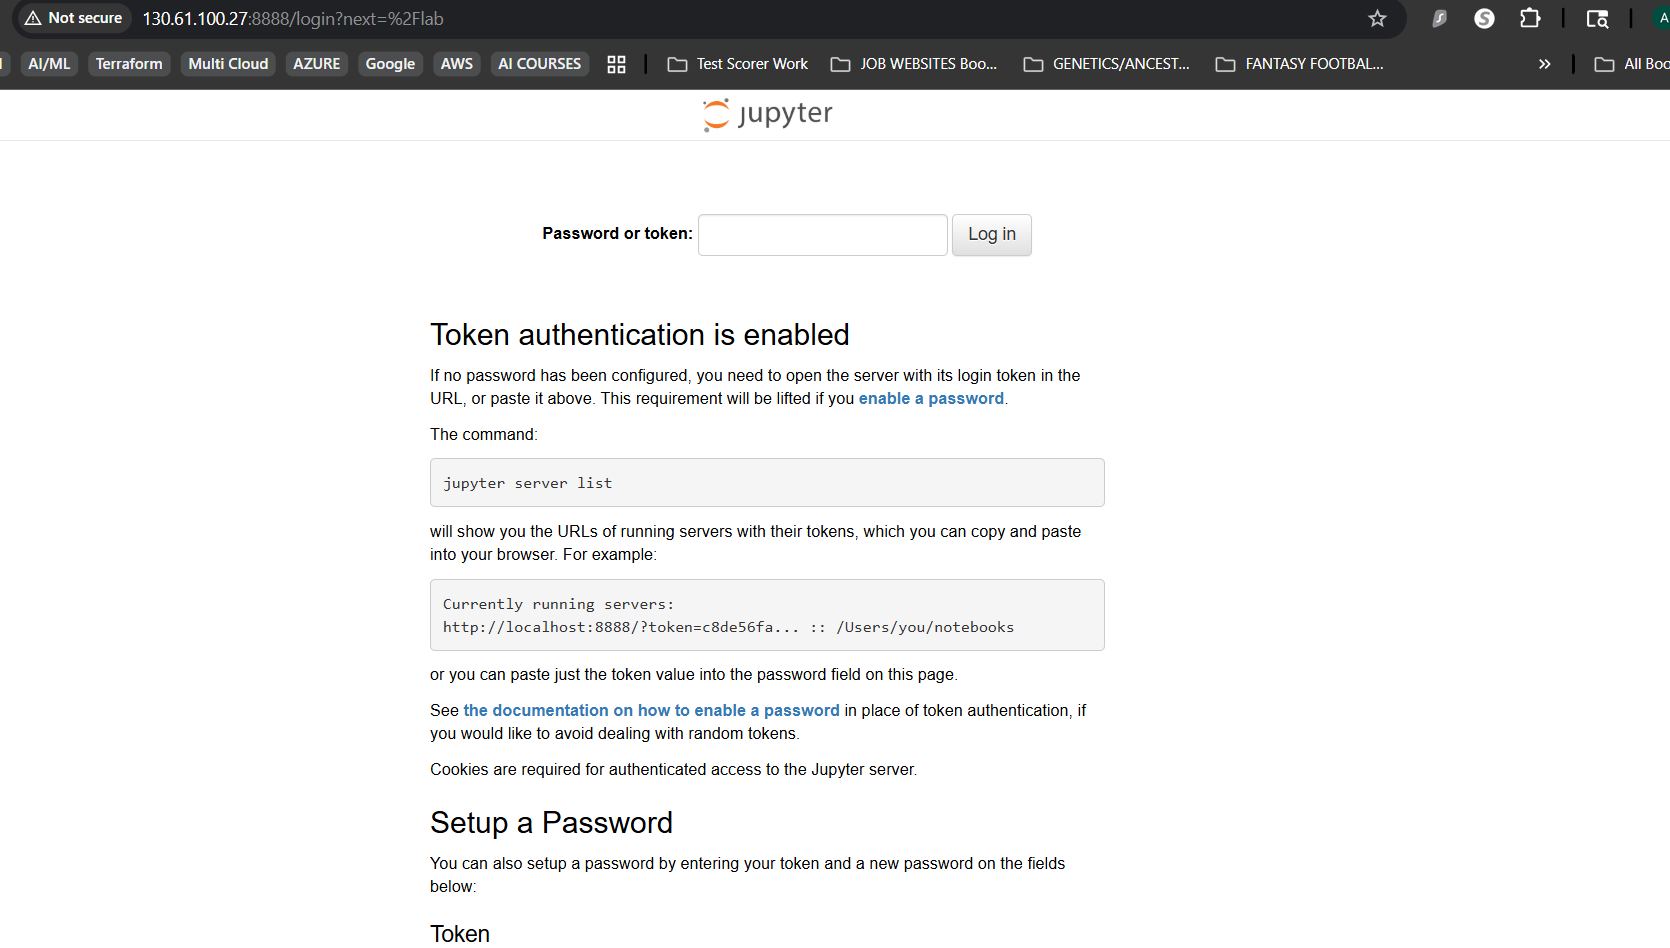 Not secure 130.61.100.27:8888/login?next=%2Flab
AI/ML Terraform Multi Cloud AZURE Google AWS AI COURSES Test Scorer Work JOB WEBSITES Boo... GENETICS/ANCEST... FANTASY FOOTBAL... » All Boo
jupyter
Password or token: Log in
Token authentication is enabled
If no password has been configured, you need to open the server with its login token in the
URL, or paste it above. This requirement will be lifted if you enable a password.
The command:
jupyter server list
will show you the URLs of running servers with their tokens, which you can copy and paste
into your browser. For example:
Currently running servers:
http://localhost:8888/?token=c8de56fa... :: /Users/you/notebooks
or you can paste just the token value into the password field on this page.
See the documentation on how to enable a password in place of token authentication, if
you would like to avoid dealing with random tokens.
Cookies are required for authenticated access to the Jupyter server.
Setup a Password
You can also setup a password by entering your token and a new password on the fields
below:
Token